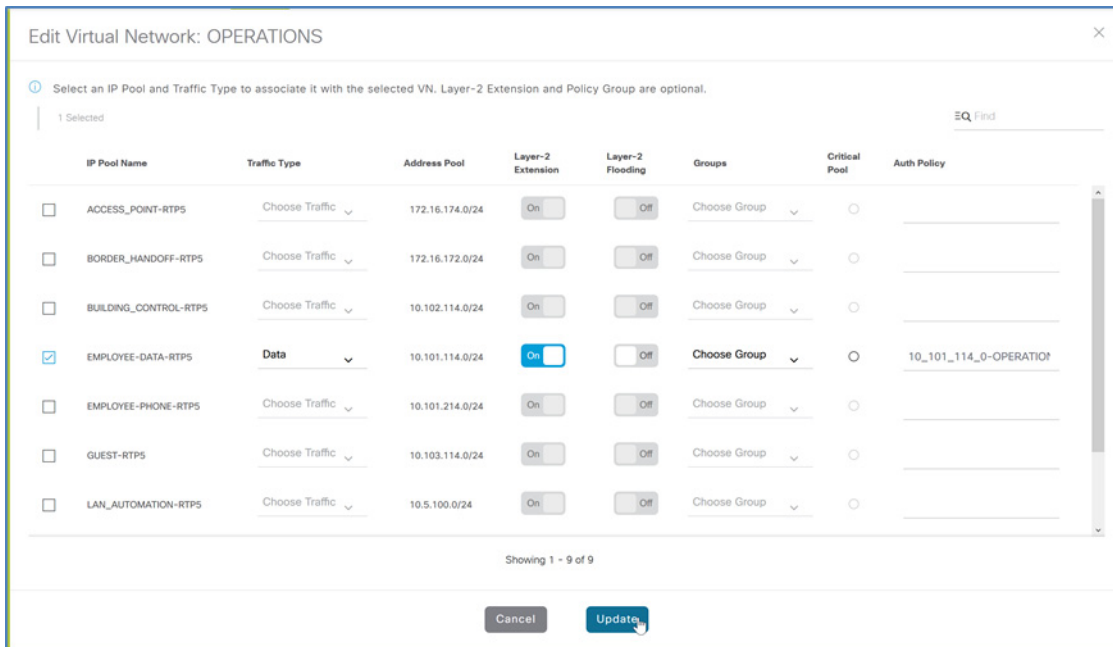 Edit Virtual Network: OPERATIONS
Select an IP Pool and Traffic Type to associate it with the selected VN. Layer-2 Extension and Policy Group are optional.
1 Selected
Find
IP Pool Name Traffic Type Address Pool Layer-2 Extension Layer-2 Flooding Groups Critical Pool Auth Policy
ACCESS_POINT-RTP5 Choose Traffic 172.16.174.0/24 On Off Choose Group
BORDER_HANDOFF-RTP5 Choose Traffic 172.16.172.0/24 On Off Choose Group
BUILDING_CONTROL-RTP5 Choose Traffic 10.102.114.0/24 On Off Choose Group
EMPLOYEE-DATA-RTP5 Data 10.101.114.0/24 On Off Choose Group 10_101_114_0-OPERATION
EMPLOYEE-PHONE-RTP5 Choose Traffic 10.101.214.0/24 On Off Choose Group
GUEST-RTP5 Choose Traffic 10.103.114.0/24 On Off Choose Group
LAN_AUTOMATION-RTP5 Choose Traffic 10.5.100.0/24 On Off Choose Group
Showing 1 - 9 of 9
Cancel Update